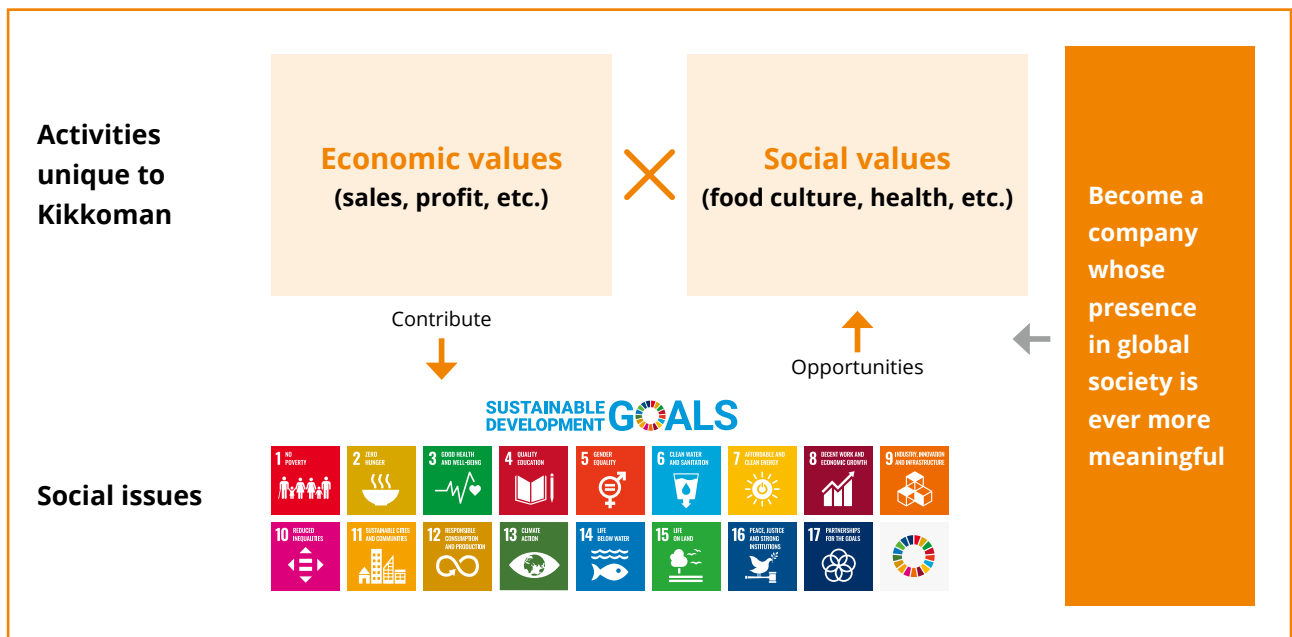 Activities
unique to
Kikkoman
Economic values
(sales, profit, etc.)
Social values
(food culture, health, etc.)
Contribute
Opportunities
Become a
company
whose
presence
in global
society is
ever more
meaningful
Social issues
SUSTAINABLE
DEVELOPMENT
GOALS
1 NO
POVERTY
2 ZERO
HUNGER
3 GOOD HEALTH
AND WELL-BEING
4 QUALITY
EDUCATION
5 GENDER
EQUALITY
6 CLEAN WATER
AND SANITATION
7 AFFORDABLE AND
CLEAN ENERGY
8 DECENT WORK AND
ECONOMIC GROWTH
9 INDUSTRY, INNOVATION
AND INFRASTRUCTURE
10 REDUCED
INEQUALITIES
11 SUSTAINABLE CITIES
AND COMMUNITIES
12 RESPONSIBLE
CONSUMPTION
AND PRODUCTION
13 CLIMATE
ACTION
14 LIFE
BELOW WATER
15 LIFE
ON LAND
16 PEACE, JUSTICE
AND STRONG
INSTITUTIONS
17 PARTNERSHIPS
FOR THE GOALS